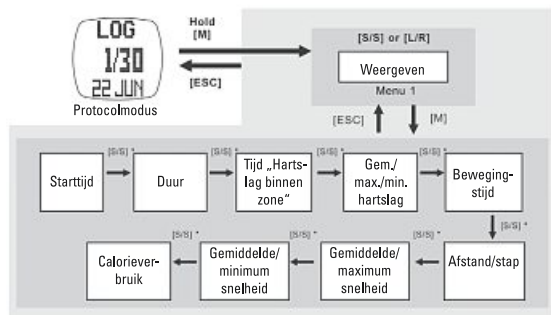 LOG
1/30
22 JUN
Protocolmodus
Hold
[M]
[ESC]
[S/S] or [L/R]
Weergeven
Menu 1
[ESC]
[M]
Starttijd
[S/S] *
Duur
[S/S] *
Tijd „Harts-
lag binnen
zone“
[S/S] *
Gem./
max./min.
hartslag
[S/S] *
Beweging-
stijd
[S/S] *
Caloriever-
bruik
[S/S] *
Gemiddelde/
minimum
snelheid
[S/S] *
Gemiddelde/
maximum
snelheid
[S/S] *
Afstand/stap